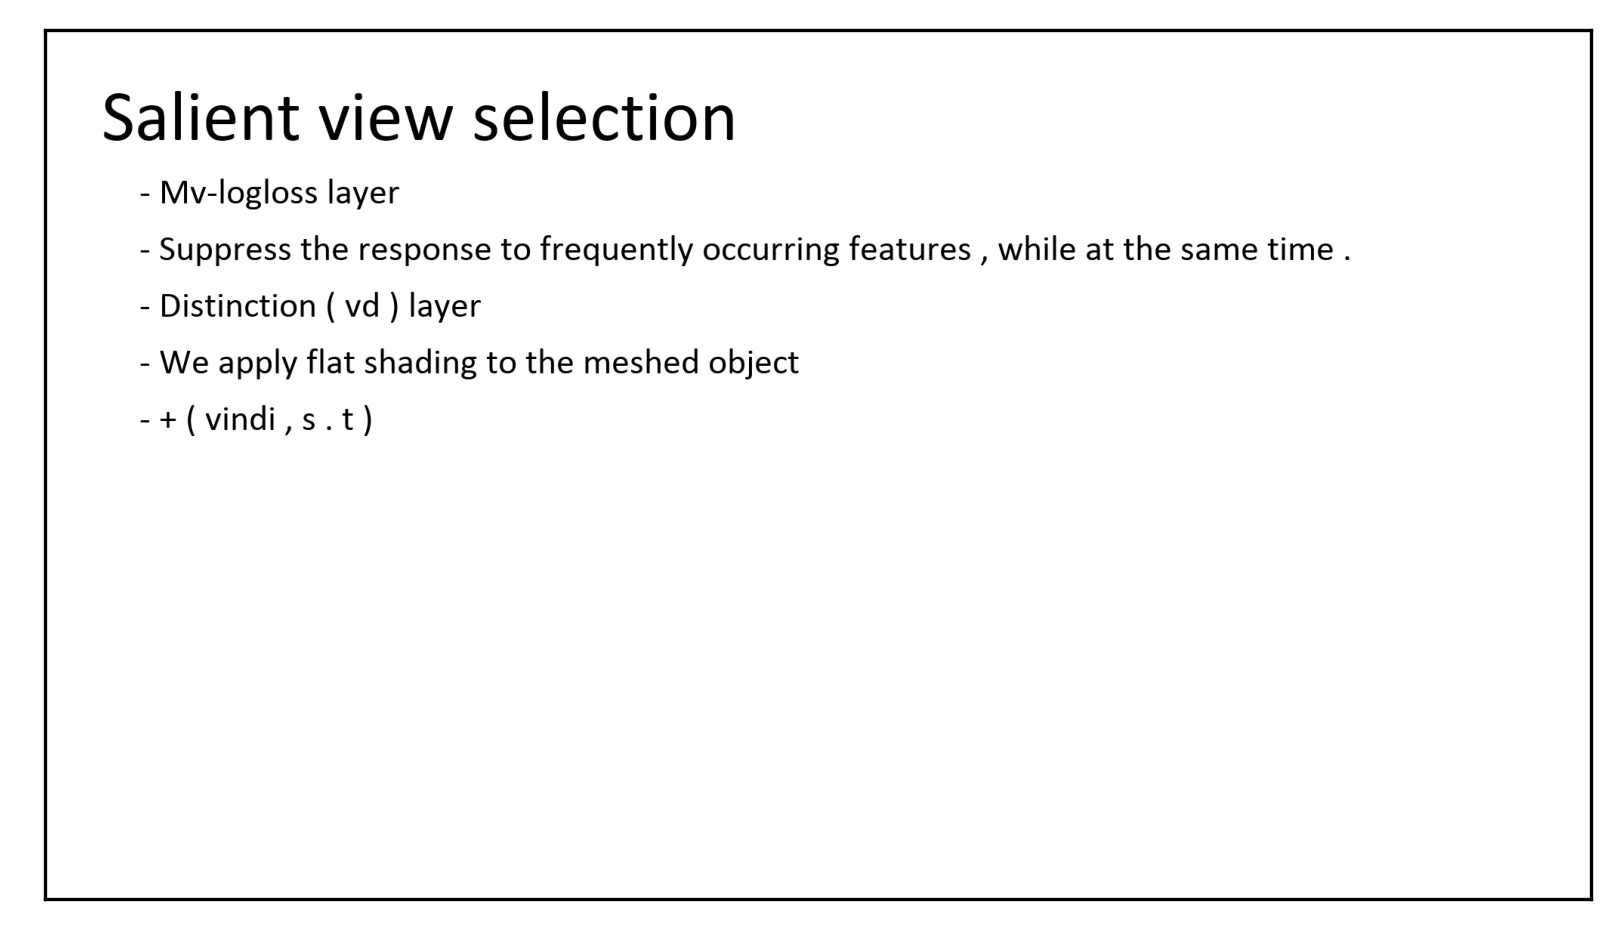 Salient view selection
- Mv-logloss layer
- Suppress the response to frequently occurring features , while at the same time .
- Distinction ( vd ) layer
- We apply flat shading to the meshed object
- + ( vindi , s . t )